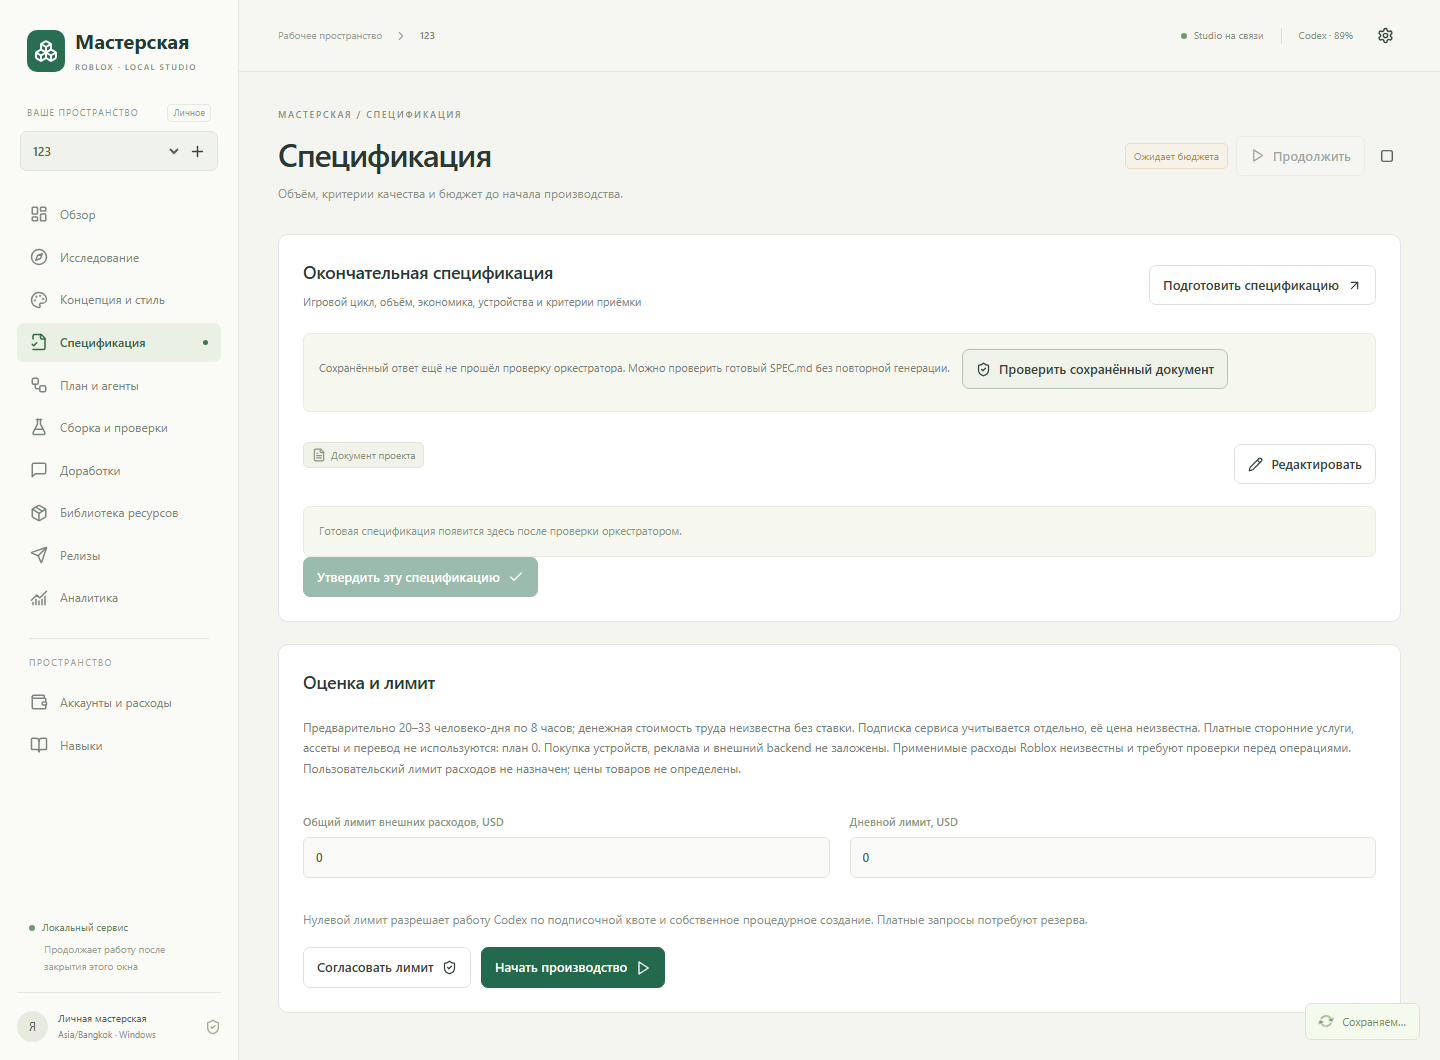 Мастерская
ROBLOX · LOCAL STUDIO
ВАШЕ ПРОСТРАНСТВО
Личное
123
Обзор
Исследование
Концепция и стиль
Спецификация
План и агенты
Сборка и проверки
Доработки
Библиотека ресурсов
Релизы
Аналитика
ПРОСТРАНСТВО
Аккаунты и расходы
Навыки
Локальный сервис
Продолжает работу после
закрытия этого окна
Я
Личная мастерская
Asia/Bangkok · Windows
Рабочее пространство
123
Studio на связи
Codex · 89%
МАСТЕРСКАЯ / СПЕЦИФИКАЦИЯ
Спецификация
Объём, критерии качества и бюджет до начала производства.
Ожидает бюджета
Продолжить
Окончательная спецификация
Игровой цикл, объём, экономика, устройства и критерии приёмки
Подготовить спецификацию
Сохранённый ответ ещё не прошёл проверку оркестратора. Можно проверить готовый SPEC.md без повторной генерации.
Проверить сохранённый документ
Документ проекта
Редактировать
Готовая спецификация появится здесь после проверки оркестратором.
Утвердить эту спецификацию
Оценка и лимит
Предварительно 20–33 человеко-дня по 8 часов; денежная стоимость труда неизвестна без ставки. Подписка сервиса учитывается отдельно, её цена неизвестна. Платные сторонние услуги,
ассеты и перевод не используются: план 0. Покупка устройств, реклама и внешний backend не заложены. Применимые расходы Roblox неизвестны и требуют проверки перед операциями.
Пользовательский лимит расходов не назначен; цены товаров не определены.
Общий лимит внешних расходов, USD
0
Дневной лимит, USD
0
Нулевой лимит разрешает работу Codex по подписочной квоте и собственное процедурное создание. Платные запросы потребуют резерва.
Согласовать лимит
Начать производство
Сохраняем...